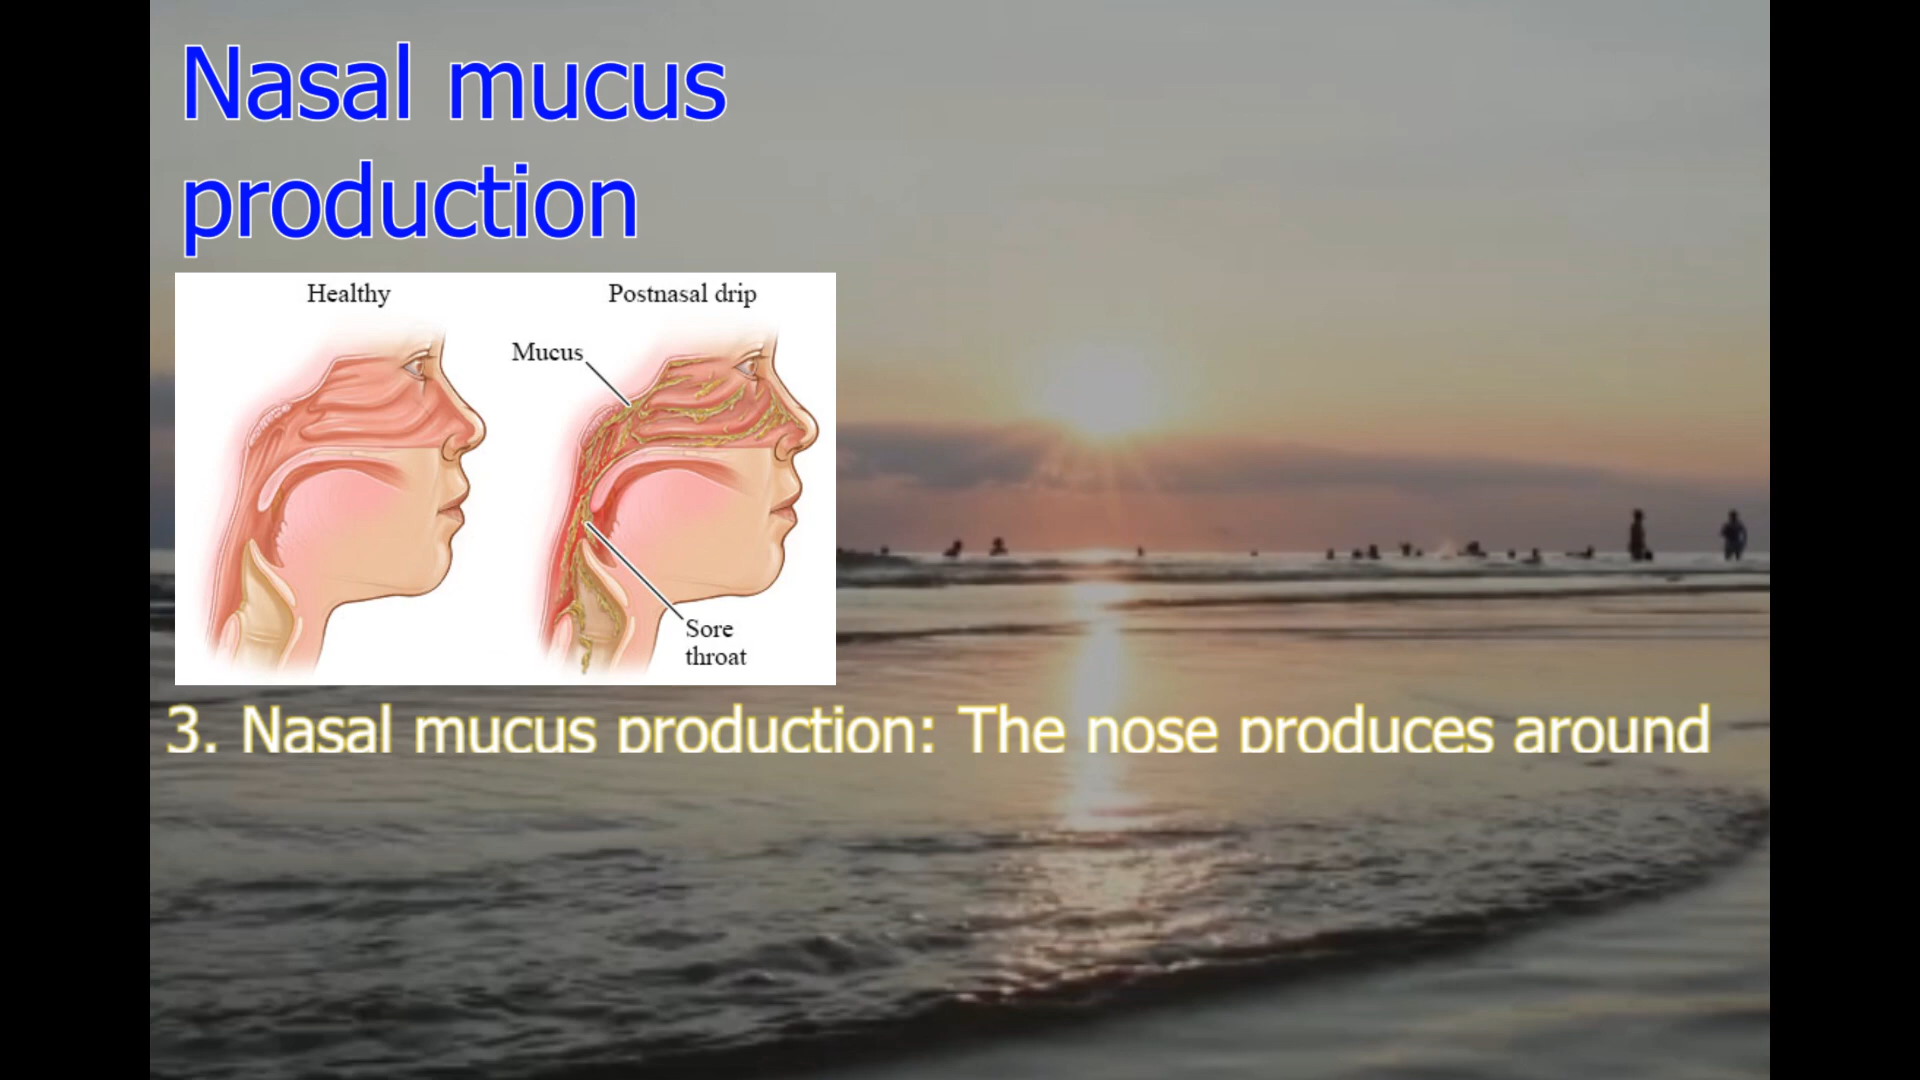 Nasal mucus
production
Healthy
Postnasal drip
Mucus
Sore
throat
3. Nasal mucus production: The nose produces around